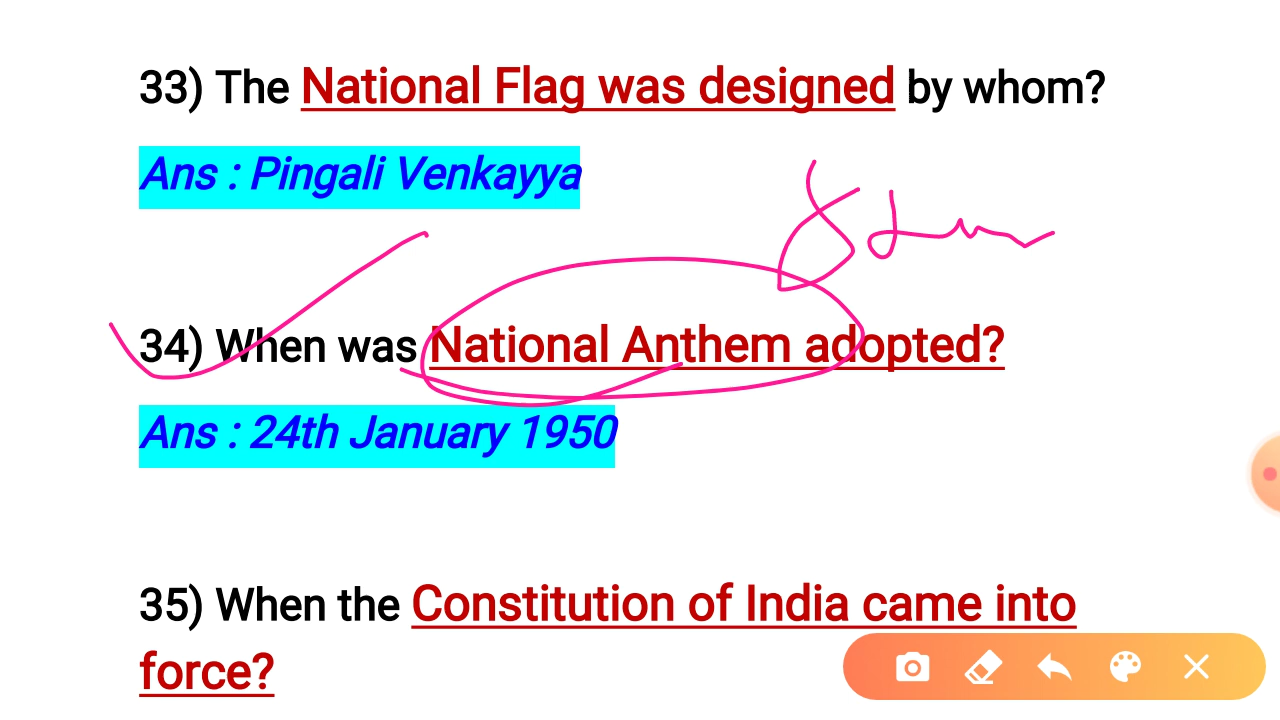 33) The National Flag was designed by whom?
Ans : Pingali Venkayya
34) When was National Anthem adopted?
Ans : 24th January 1950
35) When the Constitution of India came into
force?